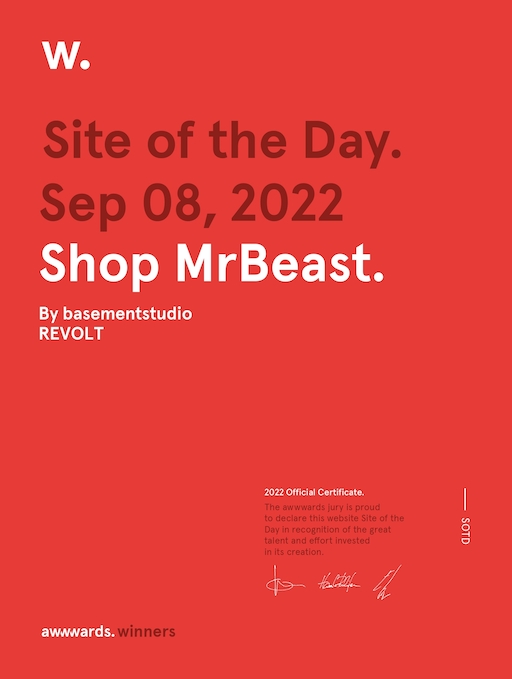 w.
Site of the Day.
Sep 08, 2022
Shop MrBeast.
By basementstudio
REVOLT
2022 Official Certificate.
The awwwards jury is proud
to declare this website Site of the
Day in recognition of the great
talent and effort invested
in its creation.
SOTD
awwwards.winners